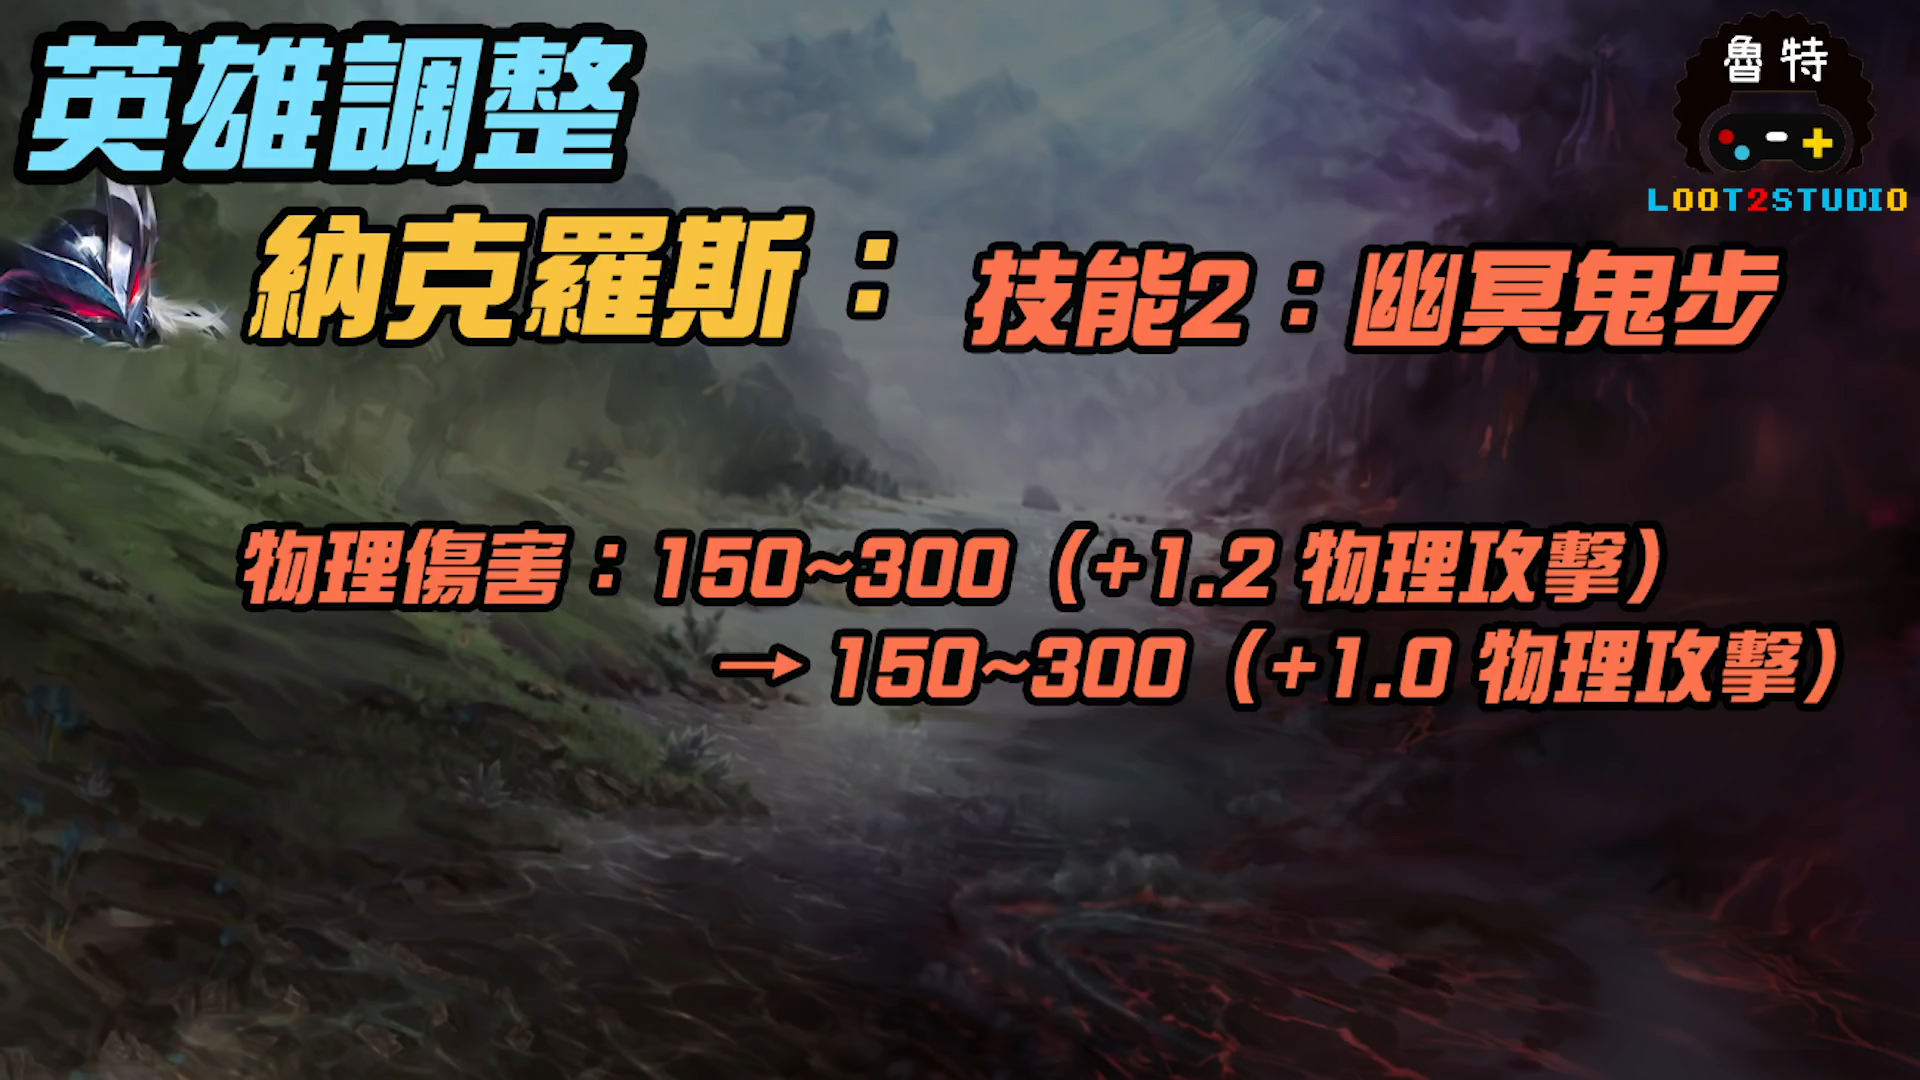 英雄調整
魯特
LOOT2STUDIO
納克羅斯：技能2：幽冥鬼步
物理傷害：150~300（+1.2 物理攻擊）
→ 150~300（+1.0 物理攻擊）